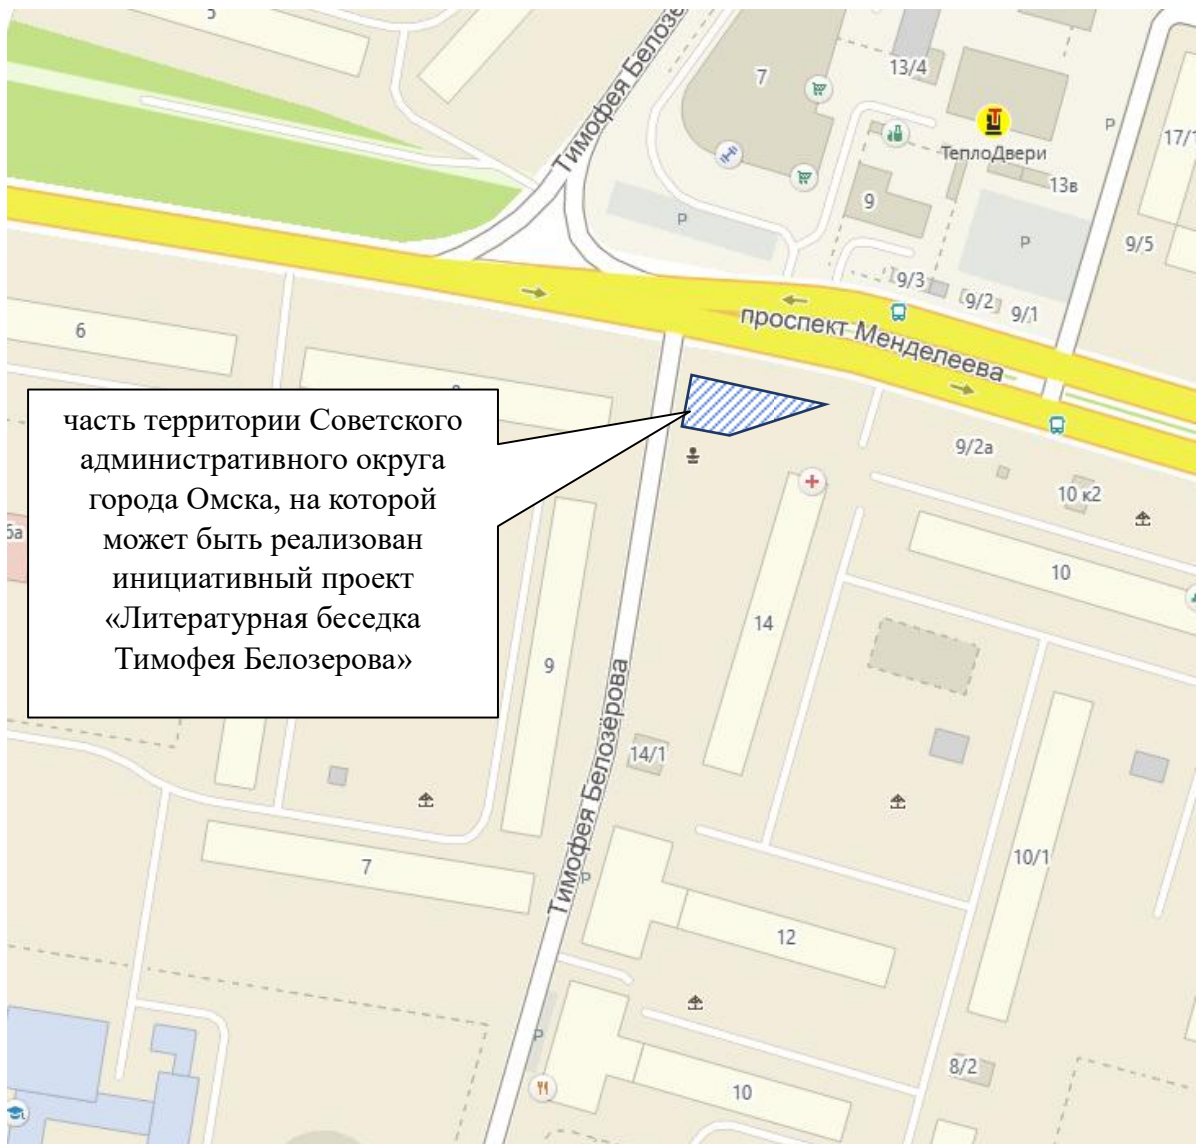 5
7
13/4
Тимофея Белозё
ТеплоДвери
P
17/1
13в
9
P
P
9/5
9/3
9/2
9/1
6
проспект Менделеева
часть территории Советского
административного округа
города Омска, на которой
может быть реализован
инициативный проект
«Литературная беседка
Тимофея Белозерова»
9/2а
10 к2
6а
10
14
9
Тимофея Белозёрова
14/1
7
P
10/1
12
P
8/2
10